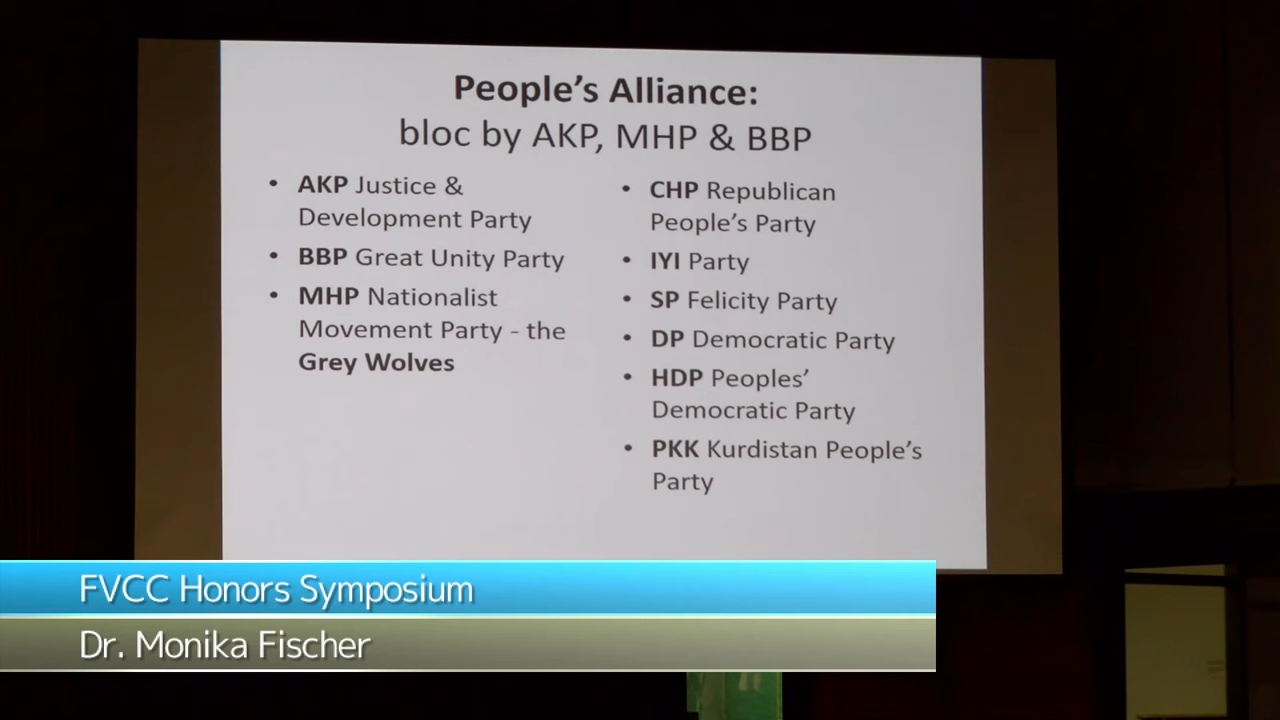 People's Alliance:
bloc by AKP, MHP & BBP
• AKP Justice &
Development Party
• BBP Great Unity Party
• MHP Nationalist
Movement Party - the
Grey Wolves
• CHP Republican
People's Party
• IYI Party
• SP Felicity Party
• DP Democratic Party
• HDP Peoples'
Democratic Party
• PKK Kurdistan People's
Party
FVCC Honors Symposium
Dr. Monika Fischer